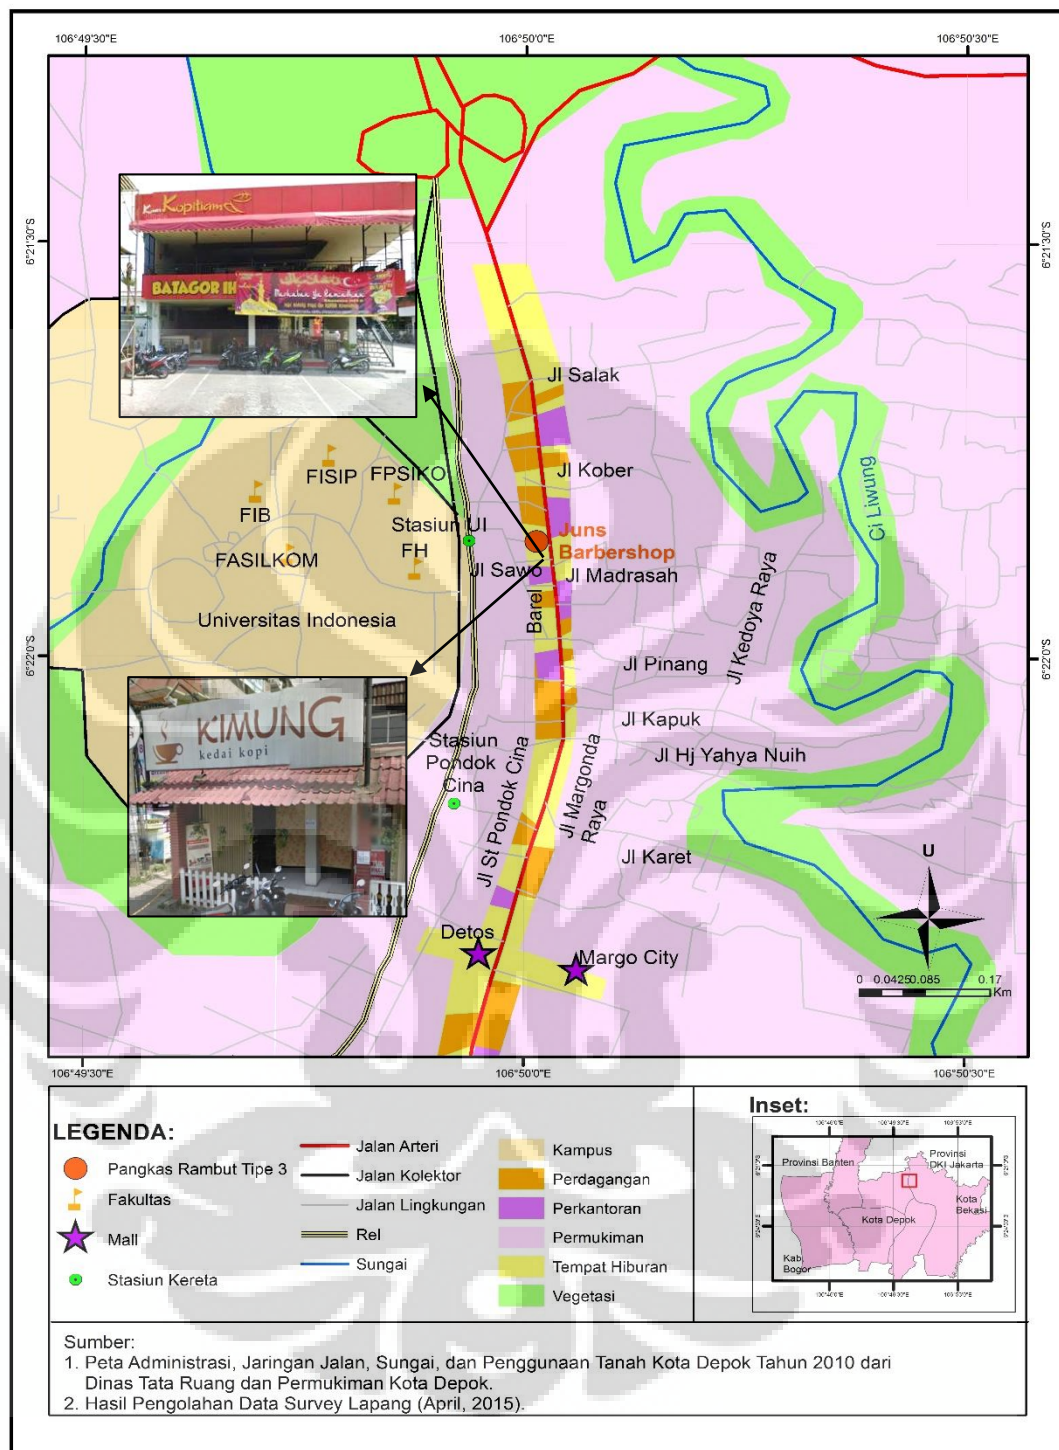 106°49'30"E
106°50'0"E
106°50'30"E
6°21'30"S
6°21'30"S
Kopitiam
BATAGOR IH
Jl Salak
Jl Kober
FISIP
FPSIKO
FIB
Stasiun UI
Juns
Barbershop
FH
FASILKOM
Jl Sawo
Jl Madrasah
Ci Liwung
Barel
Universitas Indonesia
Jl Kedoya Raya
6°22'0"S
6°22'0"S
Jl Pinang
KIMUNG
kedai kopi
Jl Kapuk
Stasiun
Pondok
Cina
Jl Hj Yahya Nuih
Jl St Pondok Cina
Jl Margonda
Raya
Jl Karet
U
Detos
Margo City
0 0.0425 0.085 0.17
Km
106°49'30"E
106°50'0"E
106°50'30"E
LEGENDA:
Pangkas Rambut Tipe 3
Fakultas
Mall
Stasiun Kereta
Jalan Arteri
Jalan Kolektor
Jalan Lingkungan
Rel
Sungai
Kampus
Perdagangan
Perkantoran
Permukiman
Tempat Hiburan
Vegetasi
Inset:
Provinsi Banten
Provinsi
DKI Jakarta
Kota
Bekasi
Kota Depok
Kab.
Bogor
Sumber:
1. Peta Administrasi, Jaringan Jalan, Sungai, dan Penggunaan Tanah Kota Depok Tahun 2010 dari
Dinas Tata Ruang dan Permukiman Kota Depok.
2. Hasil Pengolahan Data Survey Lapang (April, 2015).